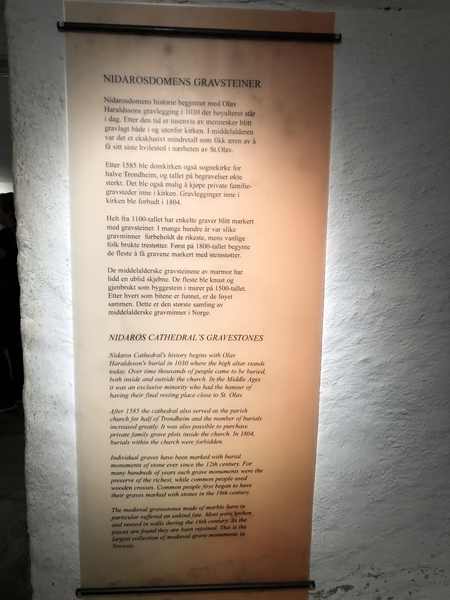 NIDAROSDOMENS GRAVSTEINER
Nidarosdomens historie begynner med Olav
Haraldssons gravlegging i 1030 der høyalteret står
i dag. Etter den tid er tusenvis av mennesker blitt
gravlagt både i og utenfor kirken. I middelalderen
var det et eksklusivt mindretall som fikk æren av å
få sitt siste hvilested i nærheten av St.Olav.
Etter 1585 ble domkirken også sognekirke for
halve Trondheim, og tallet på begravelser økte
sterkt. Det ble også mulig å kjøpe private familie-
gravsteder inne i kirken. Gravlegginger inne i
kirken ble forbudt i 1804.
Helt fra 1100-tallet har enkelte graver blitt markert
med gravsteiner. I mange hundre år var slike
gravminner forbeholdt de rikeste, mens vanlige
folk brukte trestøtter. Først på 1800-tallet begynte
de fleste å få gravene markert med steinstøtter.
De middelalderske gravsteinene av marmor har
lidd en ublid skjebne. De fleste ble knust og
gjenbrukt som byggestein i murer på 1500-tallet.
Etter hvert som bitene er funnet, er de føyet
sammen. Dette er den største samling av
middelalderske gravminner i Norge.
NIDAROS CATHEDRAL'S GRAVESTONES
Nidaros Cathedral's history begins with Olav
Haraldsson's burial in 1030 where the high altar stands
today. Over time thousands of people came to be buried,
both inside and outside the church. In the Middle Ages
it was an exclusive minority who had the honour of
having their final resting place close to St. Olav.
After 1585 the cathedral also served as the parish
church for half of Trondheim and the number of burials
increased greatly. It was also possible to purchase
private family grave plots inside the church. In 1804,
burials within the church were forbidden.
Individual graves have been marked with burial
monuments of stone ever since the 12th century. For
many hundreds of years such grave monuments were the
preserve of the richest, while common people used
wooden crosses. Common people first began to have
their graves marked with stones in the 19th century.
The medieval gravestones made of marble have in
particular suffered an unkind fate. Most were broken
and reused in walls during the 16th century. As the
pieces are found they are been rejoined. This is the
largest collection of medieval grave monuments in
Norway.